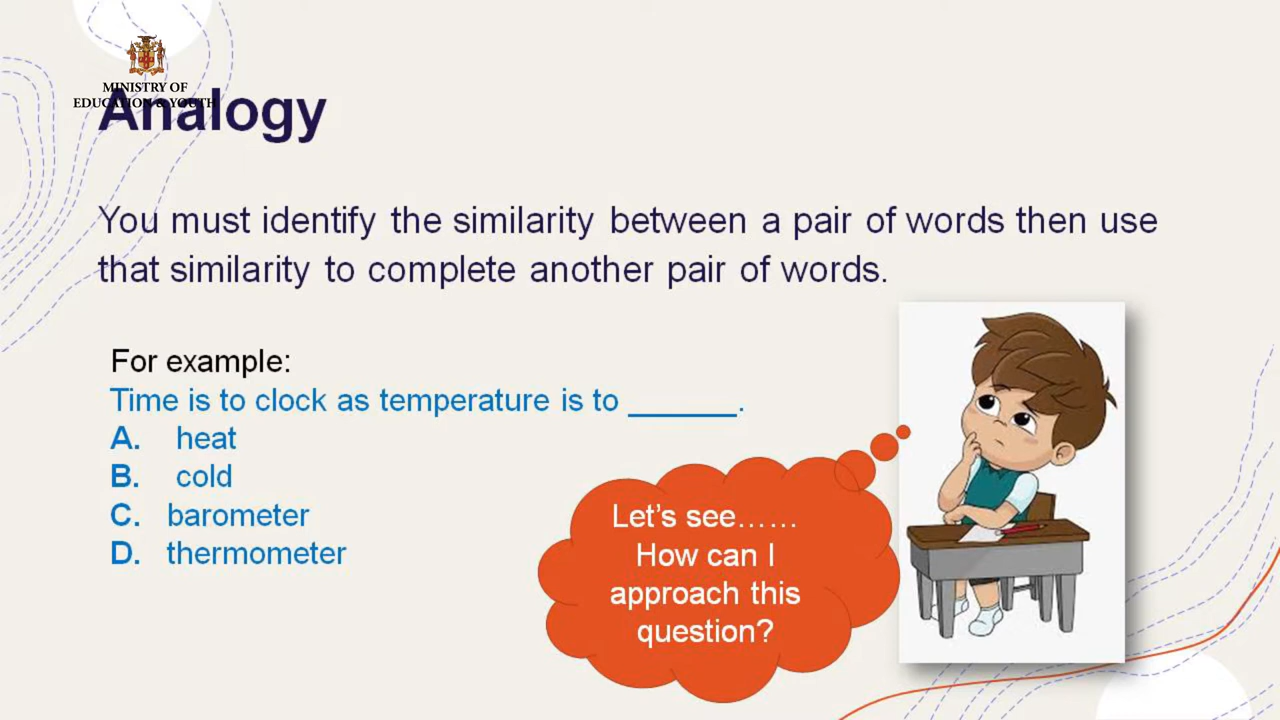 MINISTRY OF
EDUCATION & YOUTH
Analogy
You must identify the similarity between a pair of words then use
that similarity to complete another pair of words.
For example:
Time is to clock as temperature is to ______.
A. heat
B. cold
C. barometer
D. thermometer
Let's see……
How can I
approach this
question?